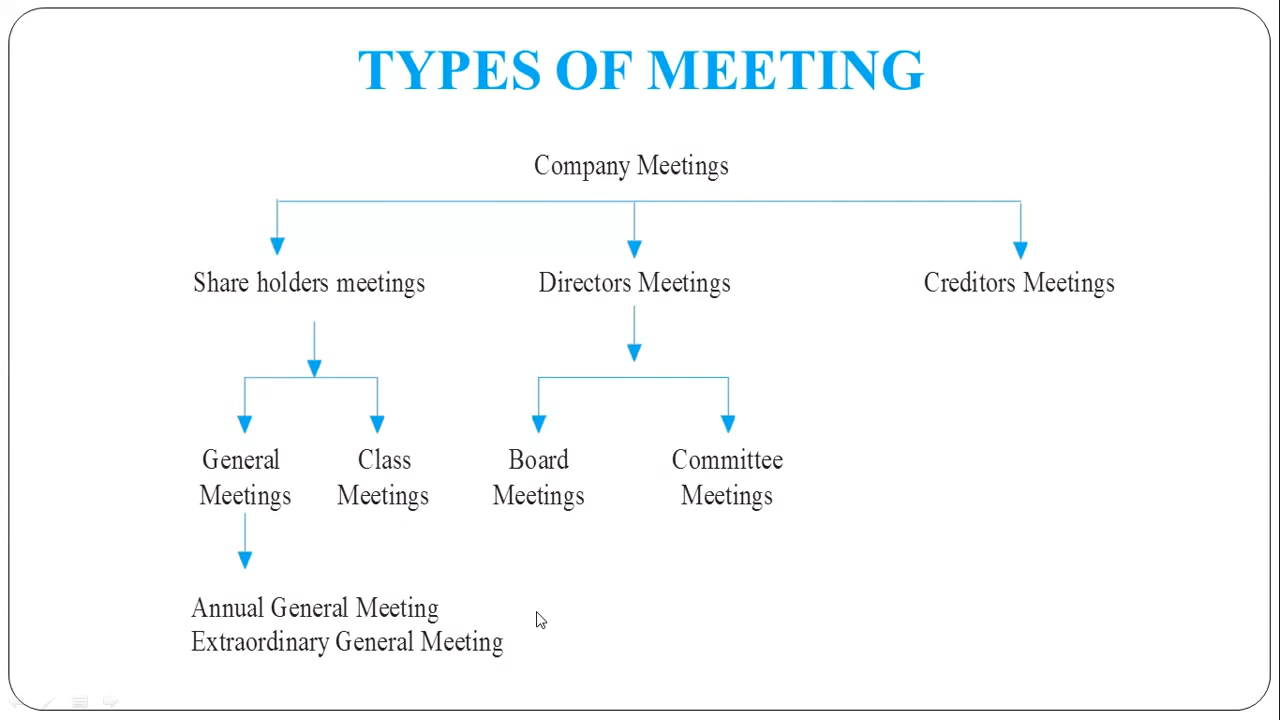 TYPES OF MEETING
Company Meetings
Share holders meetings
Directors Meetings
Creditors Meetings
General
Meetings
Class
Meetings
Board
Meetings
Committee
Meetings
Annual General Meeting
Extraordinary General Meeting